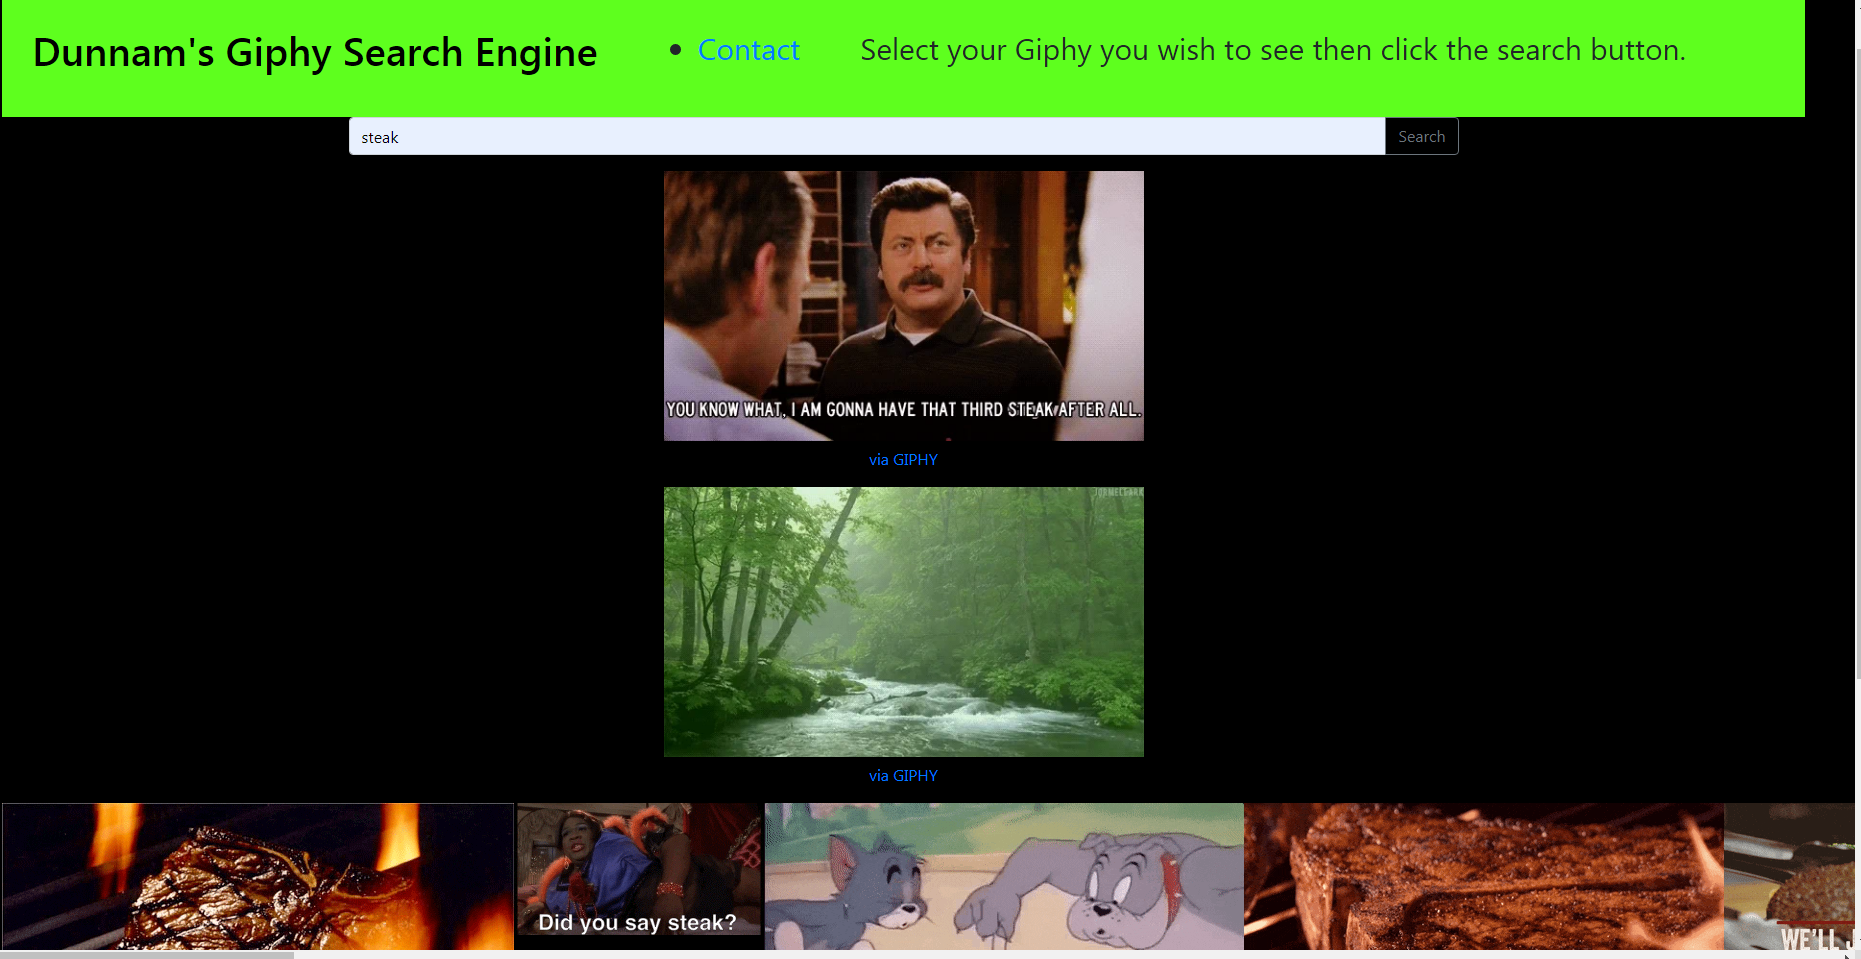 Dunnam's Giphy Search Engine
Contact
Select your Giphy you wish to see then click the search button.
steak
Search
YOU KNOW WHAT, I AM GONNA HAVE THAT THIRD STEAK AFTER ALL.
via GIPHY
via GIPHY
Did you say steak?
WE'LL J